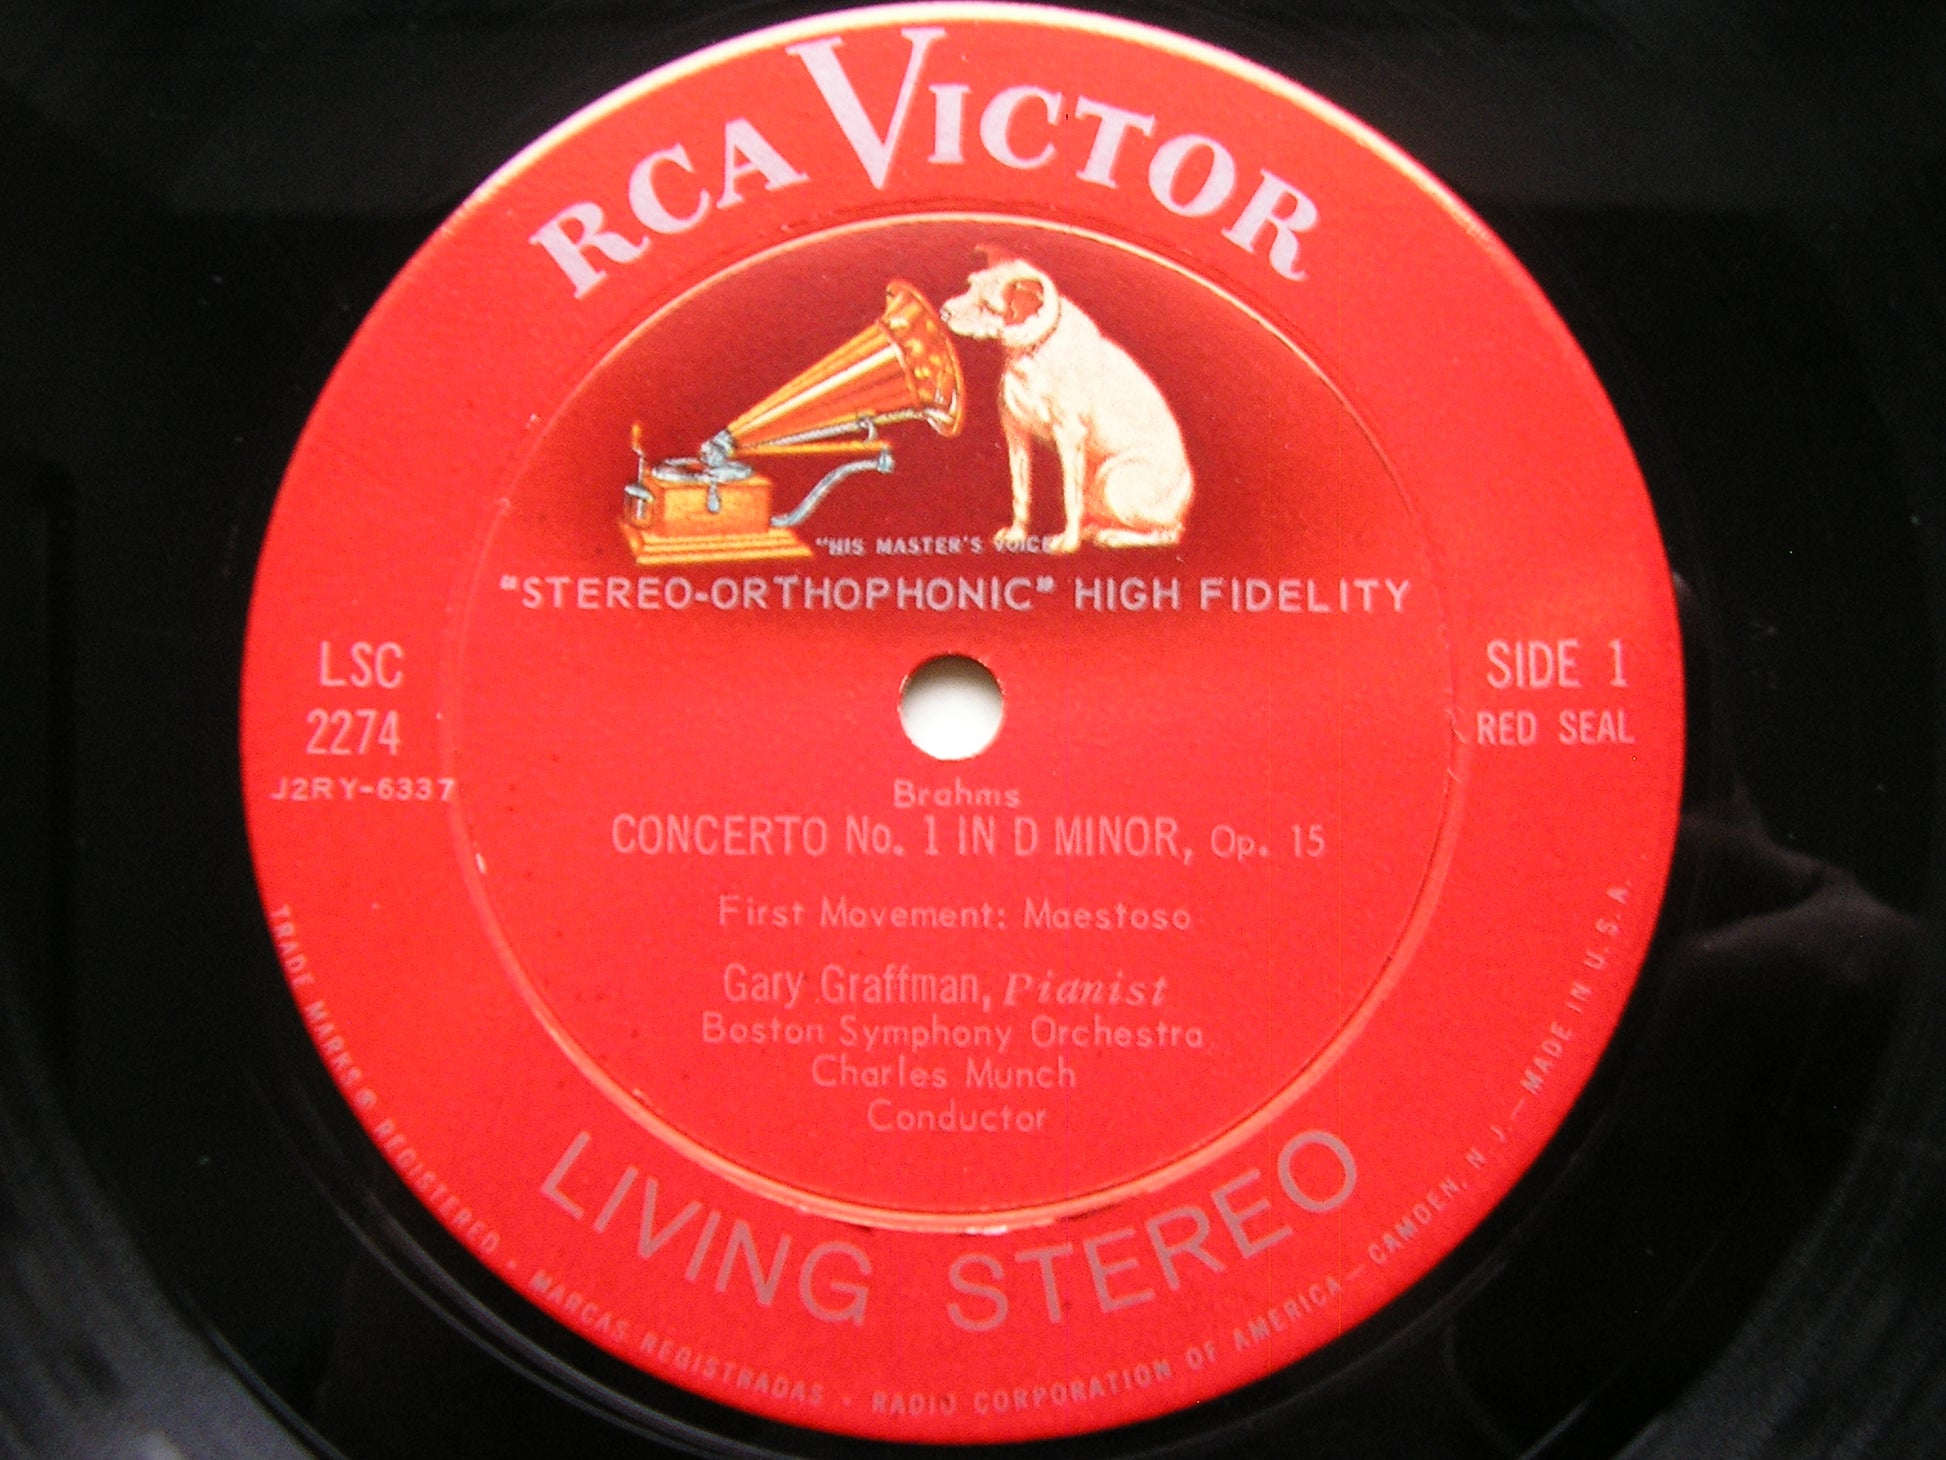 RCA VICTOR
"HIS MASTER'S VOICE
"STEREO-ORTHOPHONIC" HIGH FIDELITY
LSC
2274
J2RY-6337
SIDE 1
RED SEAL
Brahms
CONCERTO No. 1 IN D MINOR, Op. 15
First Movement: Maestoso
Gary Graffman, Pianist
Boston Symphony Orchestra
Charles Munch
Conductor
LIVING STEREO
TRADE MARKS ® REGISTERED • MARCAS REGISTRADAS • RADIO CORPORATION OF AMERICA — CAMDEN, N. J. — MADE IN U. S. A.